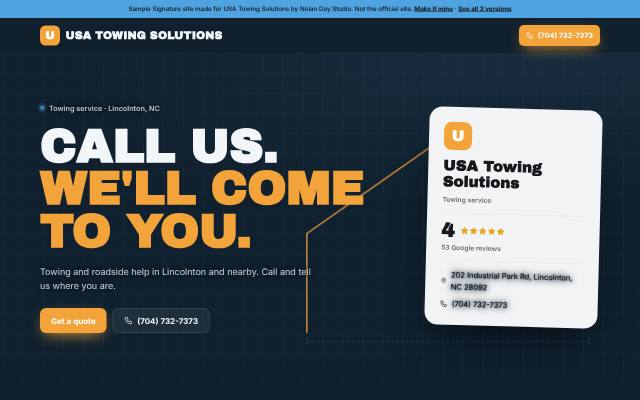 Sample Signature site made for USA Towing Solutions by Nolan Day Studio. Not the official site. Make it mine · See all 3 versions
U USA TOWING SOLUTIONS
(704) 732-7373
Towing service · Lincolnton, NC
CALL US.
WE'LL COME
TO YOU.
Towing and roadside help in Lincolnton and nearby. Call and tell
us where you are.
Get a quote
(704) 732-7373
U
USA Towing
Solutions
Towing service
4
53 Google reviews
202 Industrial Park Rd, Lincolnton,
NC 28092
(704) 732-7373